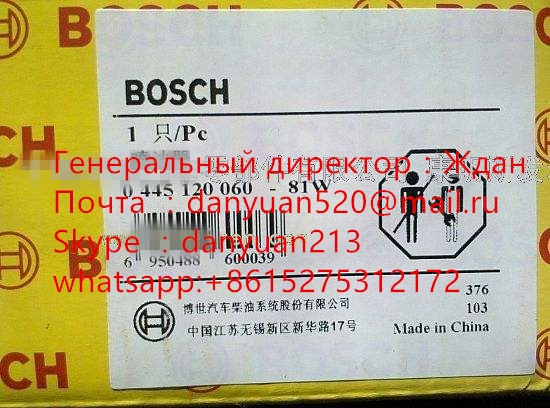 BOSCH
BOSCH
BOSCH
1 只/Pc
Генеральный директор : Ждан
0 445 120 060 - 81W
Почта : danyuan520@mail.ru
Skype : danyuan213
6 950488 600039
whatsapp:+8615275312172
376
103
博世汽车柴油系统股份有限公司
中国江苏无锡新区新华路17号
Made in China